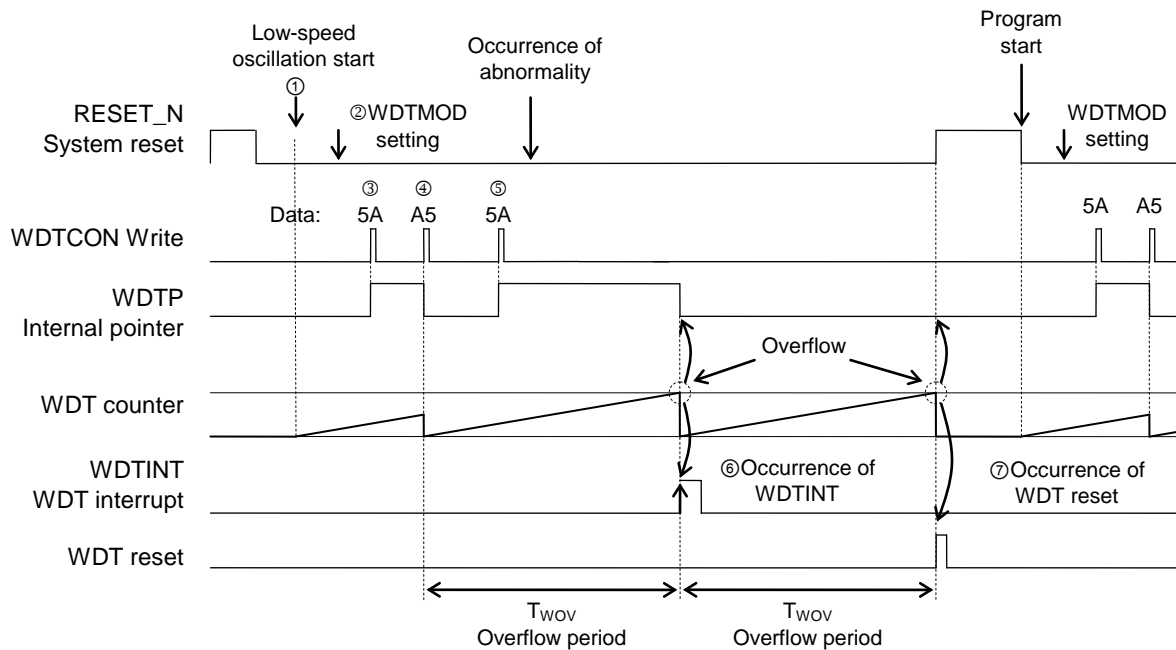 Low-speed
oscillation start
①
Occurrence of
abnormality
Program
start
RESET_N
System reset
②WDTMOD
setting
WDTMOD
setting
③ ④ ⑤
Data: 5A A5 5A 5A A5
WDTCON Write
WDTP
Internal pointer
Overflow
WDT counter
WDTINT
WDT interrupt
⑥Occurrence of
WDTINT
⑦Occurrence of
WDT reset
WDT reset
TWOV
Overflow period
TWOV
Overflow period